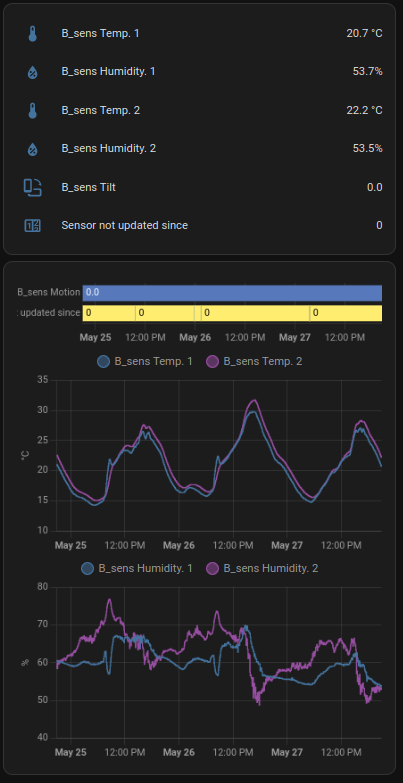 B_sens Temp. 1 20.7 °C
B_sens Humidity. 1 53.7%
B_sens Temp. 2 22.2 °C
B_sens Humidity. 2 53.5%
B_sens Tilt 0.0
Sensor not updated since 0
B_sens Motion 0.0
updated since 0 0 0 0
May 25 12:00 PM May 26 12:00 PM May 27 12:00 PM
B_sens Temp. 1 B_sens Temp. 2
35
30
25
°C
20
15
10
May 25 12:00 PM May 26 12:00 PM May 27 12:00 PM
B_sens Humidity. 1 B_sens Humidity. 2
80
70
%
60
50
40
May 25 12:00 PM May 26 12:00 PM May 27 12:00 PM